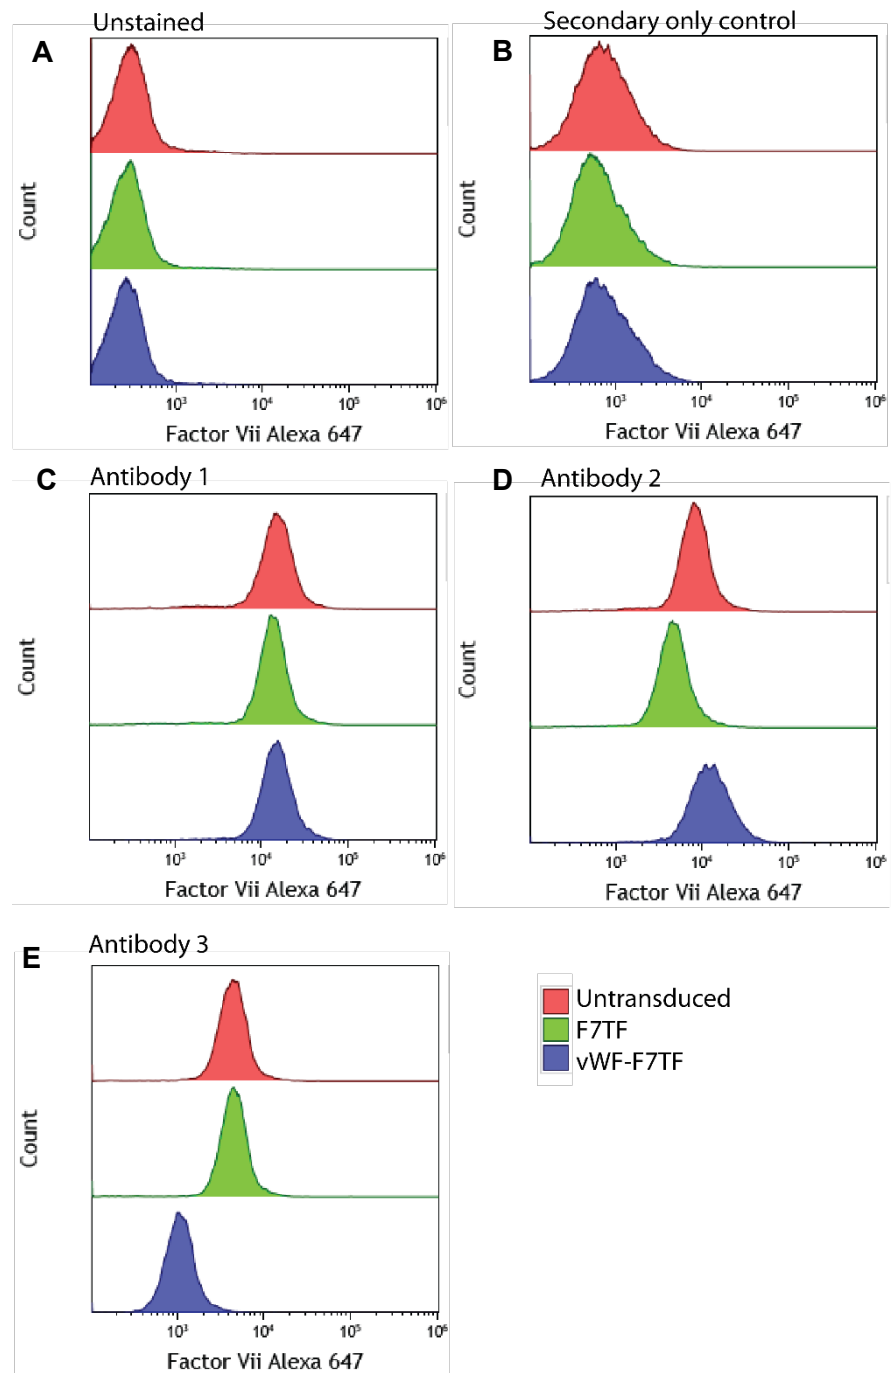 Unstained
A
Count
10³ 10⁴ 10⁵ 10⁶
Factor Vii Alexa 647
Secondary only control
B
Count
10³ 10⁴ 10⁵ 10⁶
Factor Vii Alexa 647
C Antibody 1
Count
10³ 10⁴ 10⁵ 10⁶
Factor Vii Alexa 647
D Antibody 2
Count
10³ 10⁴ 10⁵ 10⁶
Factor Vii Alexa 647
E Antibody 3
Count
10³ 10⁴ 10⁵ 10⁶
Factor Vii Alexa 647
Untransduced
F7TF
vWF-F7TF